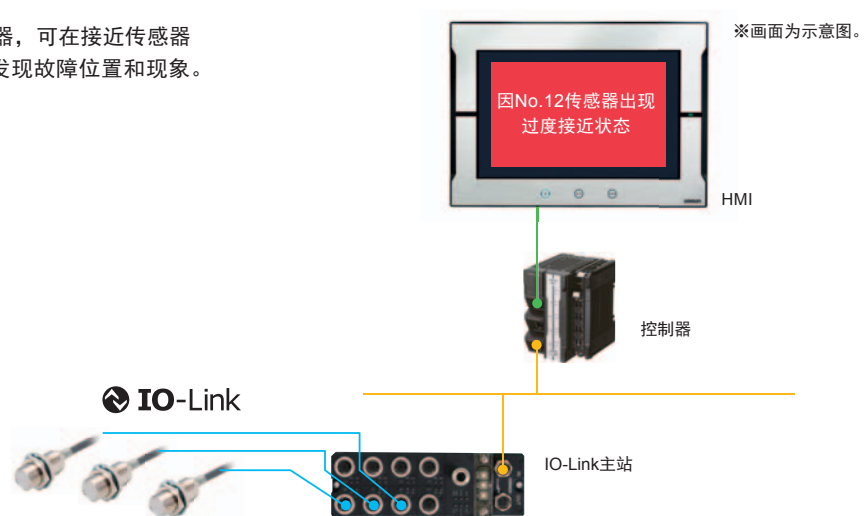 器，可在接近传感器
发现故障位置和现象。
※画面为示意图。
因No.12传感器出现
过度接近状态
HMI
控制器
IO-Link
IO-Link主站